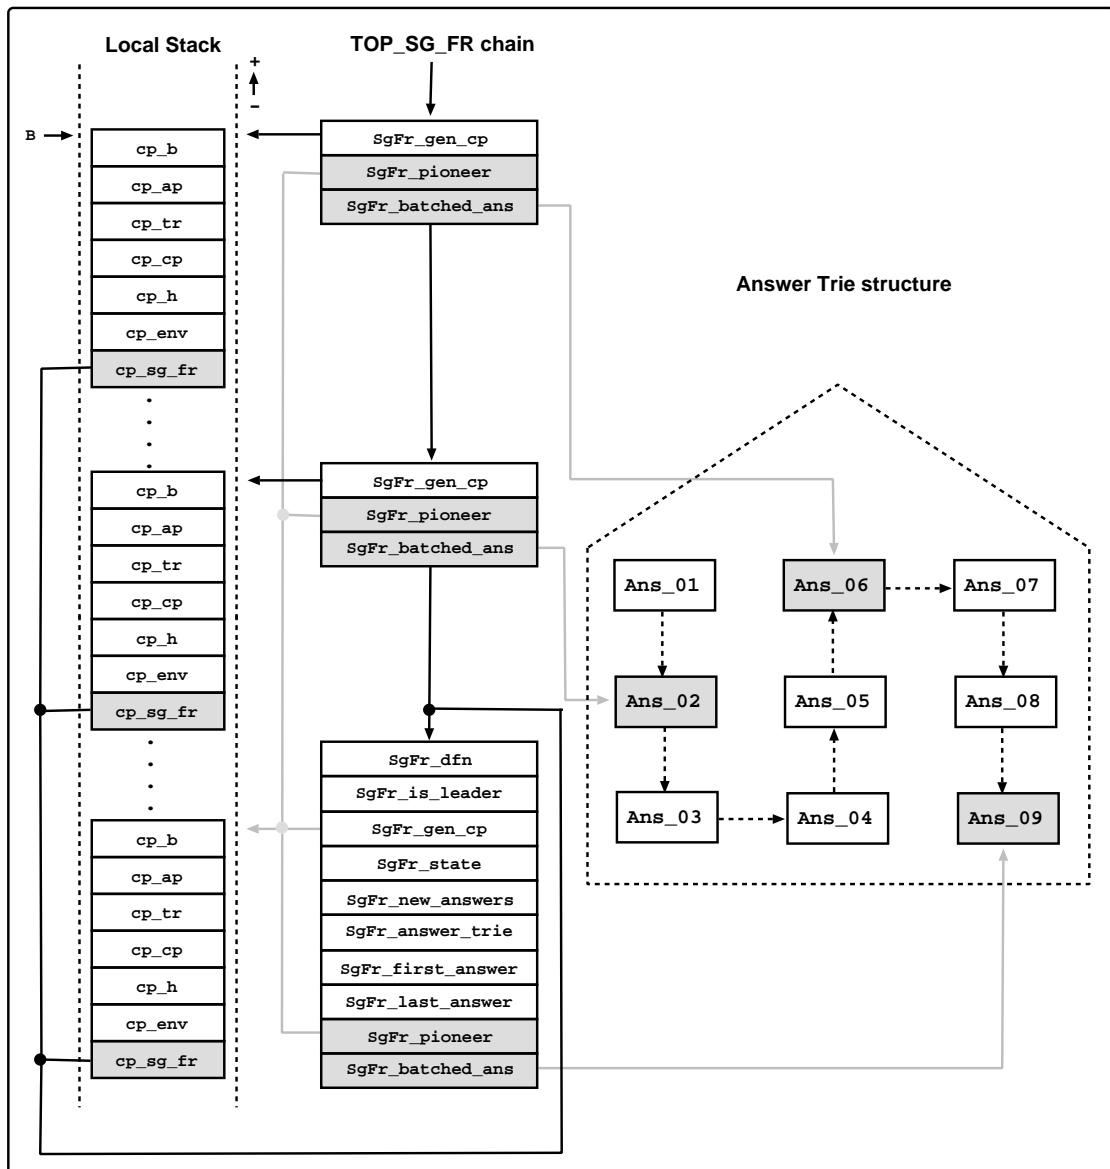 Local Stack
TOP_SG_FR chain
+
−
B
cp_b
cp_ap
cp_tr
cp_cp
cp_h
cp_env
cp_sg_fr
cp_b
cp_ap
cp_tr
cp_cp
cp_h
cp_env
cp_sg_fr
cp_b
cp_ap
cp_tr
cp_cp
cp_h
cp_env
cp_sg_fr
SgFr_gen_cp
SgFr_pioneer
SgFr_batched_ans
SgFr_gen_cp
SgFr_pioneer
SgFr_batched_ans
SgFr_dfn
SgFr_is_leader
SgFr_gen_cp
SgFr_state
SgFr_new_answers
SgFr_answer_trie
SgFr_first_answer
SgFr_last_answer
SgFr_pioneer
SgFr_batched_ans
Answer Trie structure
Ans_01
Ans_06
Ans_07
Ans_02
Ans_05
Ans_08
Ans_03
Ans_04
Ans_09